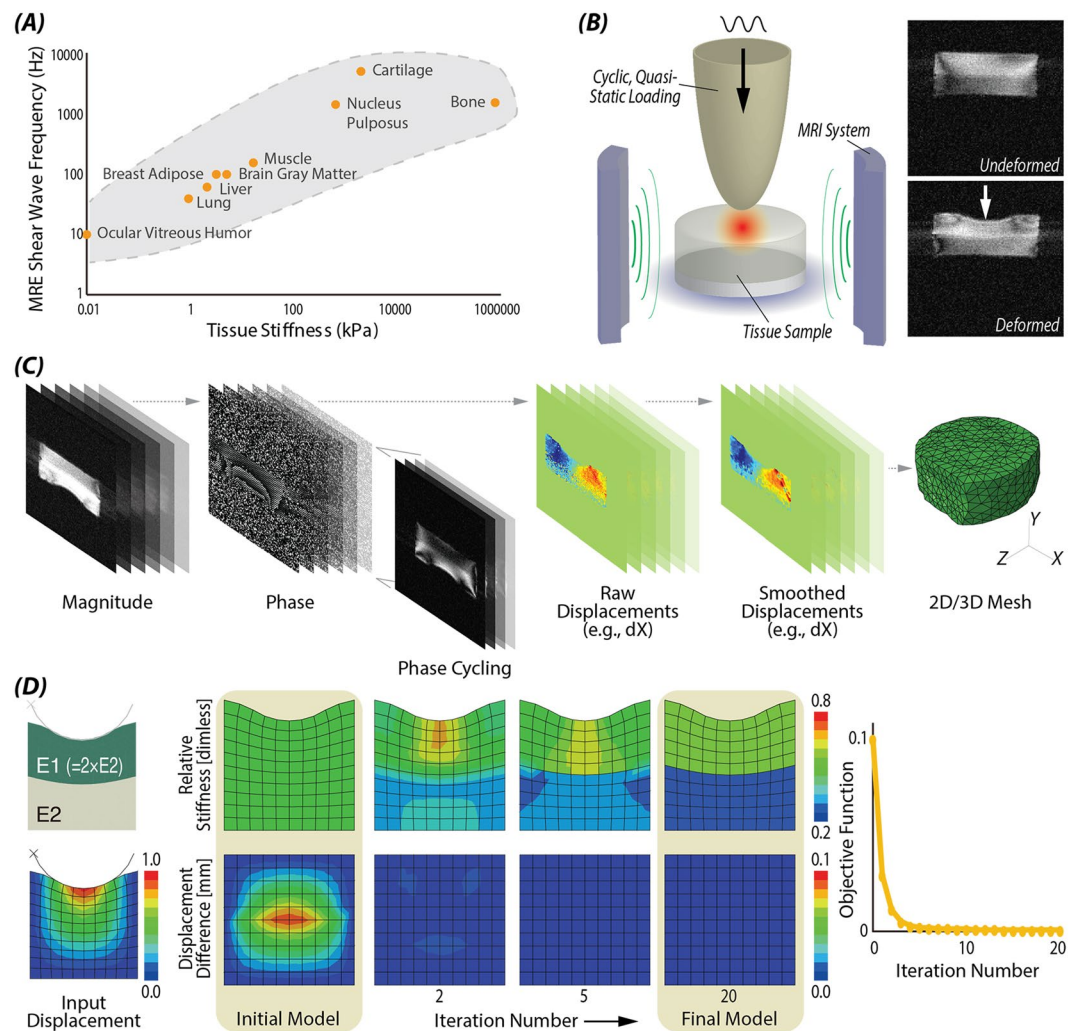 (A)
MRE Shear Wave Frequency (Hz)
10000
1000
100
10
1
0.01
1
100
10000
1000000
Tissue Stiffness (kPa)
Cartilage
Nucleus
Pulposus
Bone
Muscle
Breast Adipose
Brain Gray Matter
Liver
Lung
Ocular Vitreous Humor
(B)
Cyclic, Quasi-
Static Loading
MRI System
Tissue Sample
Undeformed
Deformed
(C)
Magnitude
Phase
Phase Cycling
Raw
Displacements
(e.g., dX)
Smoothed
Displacements
(e.g., dX)
Y
Z
X
2D/3D Mesh
(D)
E1 (=2×E2)
E2
1.0
0.0
Input
Displacement
Relative
Stiffness [dimless]
0.8
0.2
Displacement
Difference [mm]
0.1
0.0
Initial Model
2
5
20
Iteration Number
Final Model
Objective Function
0.1
0
0
10
20
Iteration Number